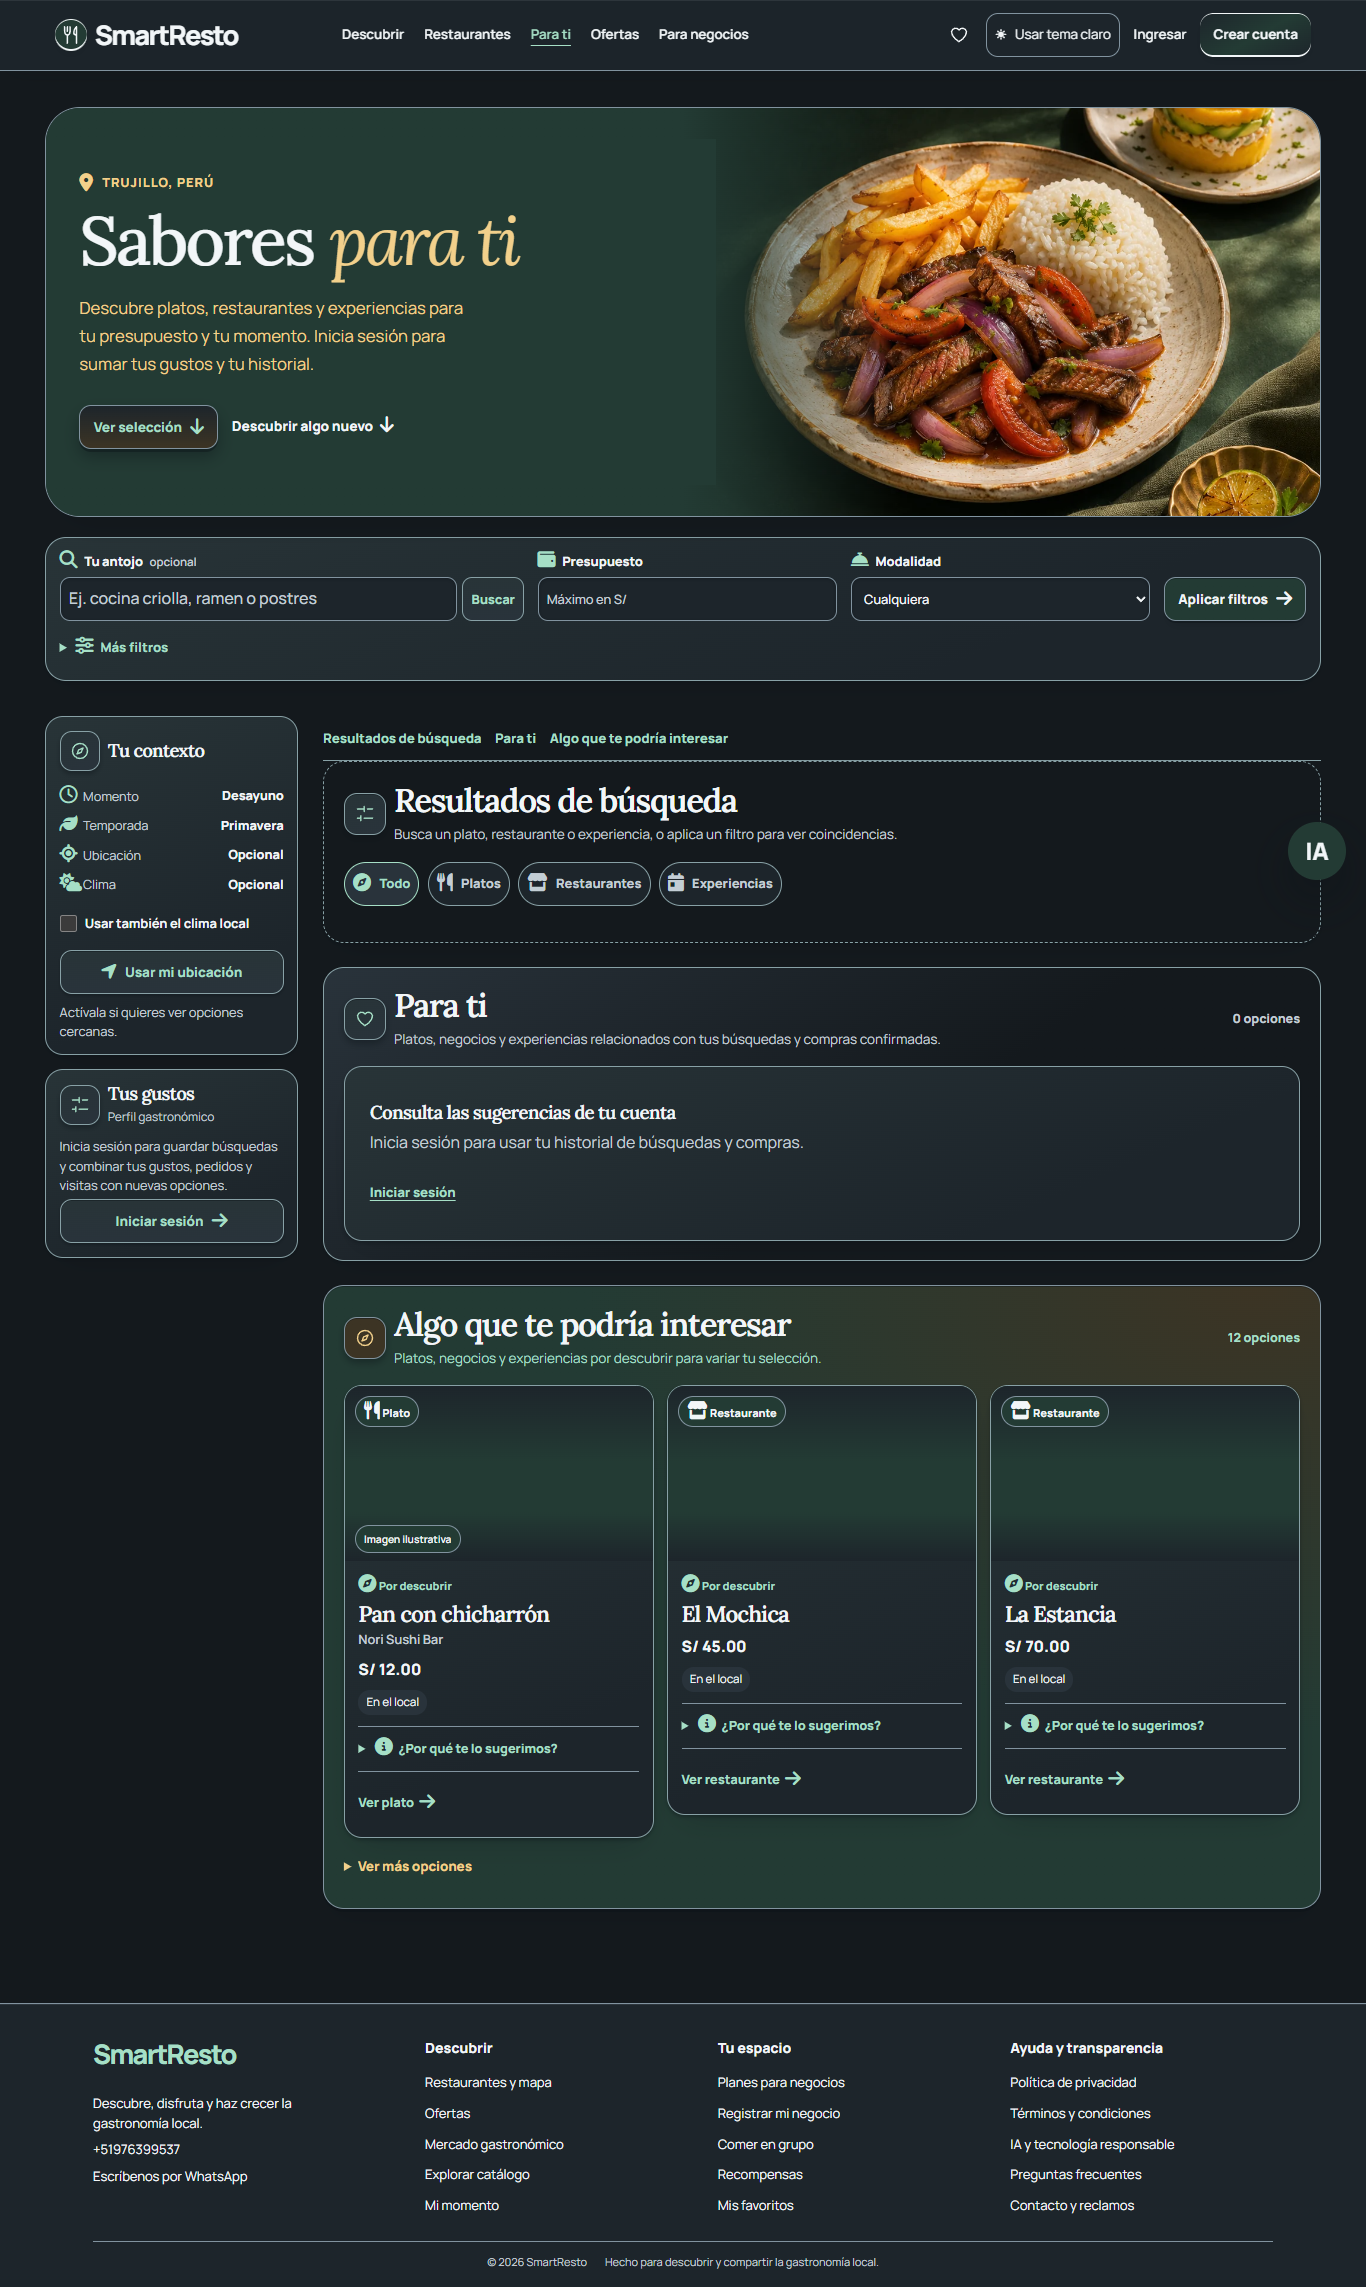 SmartResto
Descubrir Restaurantes Para ti Ofertas Para negocios
Usar tema claro Ingresar Crear cuenta
TRUJILLO, PERÚ
Sabores para ti
Descubre platos, restaurantes y experiencias para
tu presupuesto y tu momento. Inicia sesión para
sumar tus gustos y tu historial.
Ver selección Descubrir algo nuevo
Tu antojo opcional Presupuesto Modalidad
Ej. cocina criolla, ramen o postres Buscar Máximo en S/ Cualquiera Aplicar filtros
Más filtros
Tu contexto
Momento Desayuno
Temporada Primavera
Ubicación Opcional
Clima Opcional
Usar también el clima local
Usar mi ubicación
Actívala si quieres ver opciones
cercanas.
Tus gustos
Perfil gastronómico
Inicia sesión para guardar búsquedas
y combinar tus gustos, pedidos y
visitas con nuevas opciones.
Iniciar sesión
Resultados de búsqueda Para ti Algo que te podría interesar
Resultados de búsqueda
Busca un plato, restaurante o experiencia, o aplica un filtro para ver coincidencias.
Todo Platos Restaurantes Experiencias
IA
Para ti
Platos, negocios y experiencias relacionados con tus búsquedas y compras confirmadas.
0 opciones
Consulta las sugerencias de tu cuenta
Inicia sesión para usar tu historial de búsquedas y compras.
Iniciar sesión
Algo que te podría interesar
Platos, negocios y experiencias por descubrir para variar tu selección.
12 opciones
Plato
Imagen ilustrativa
Por descubrir
Pan con chicharrón
Nori Sushi Bar
S/ 12.00
En el local
¿Por qué te lo sugerimos?
Ver plato
Restaurante
Por descubrir
El Mochica
S/ 45.00
En el local
¿Por qué te lo sugerimos?
Ver restaurante
Restaurante
Por descubrir
La Estancia
S/ 70.00
En el local
¿Por qué te lo sugerimos?
Ver restaurante
Ver más opciones
SmartResto
Descubre, disfruta y haz crecer la
gastronomía local.
+51976399537
Escríbenos por WhatsApp
Descubrir
Restaurantes y mapa
Ofertas
Mercado gastronómico
Explorar catálogo
Mi momento
Tu espacio
Planes para negocios
Registrar mi negocio
Comer en grupo
Recompensas
Mis favoritos
Ayuda y transparencia
Política de privacidad
Términos y condiciones
IA y tecnología responsable
Preguntas frecuentes
Contacto y reclamos
© 2026 SmartResto Hecho para descubrir y compartir la gastronomía local.